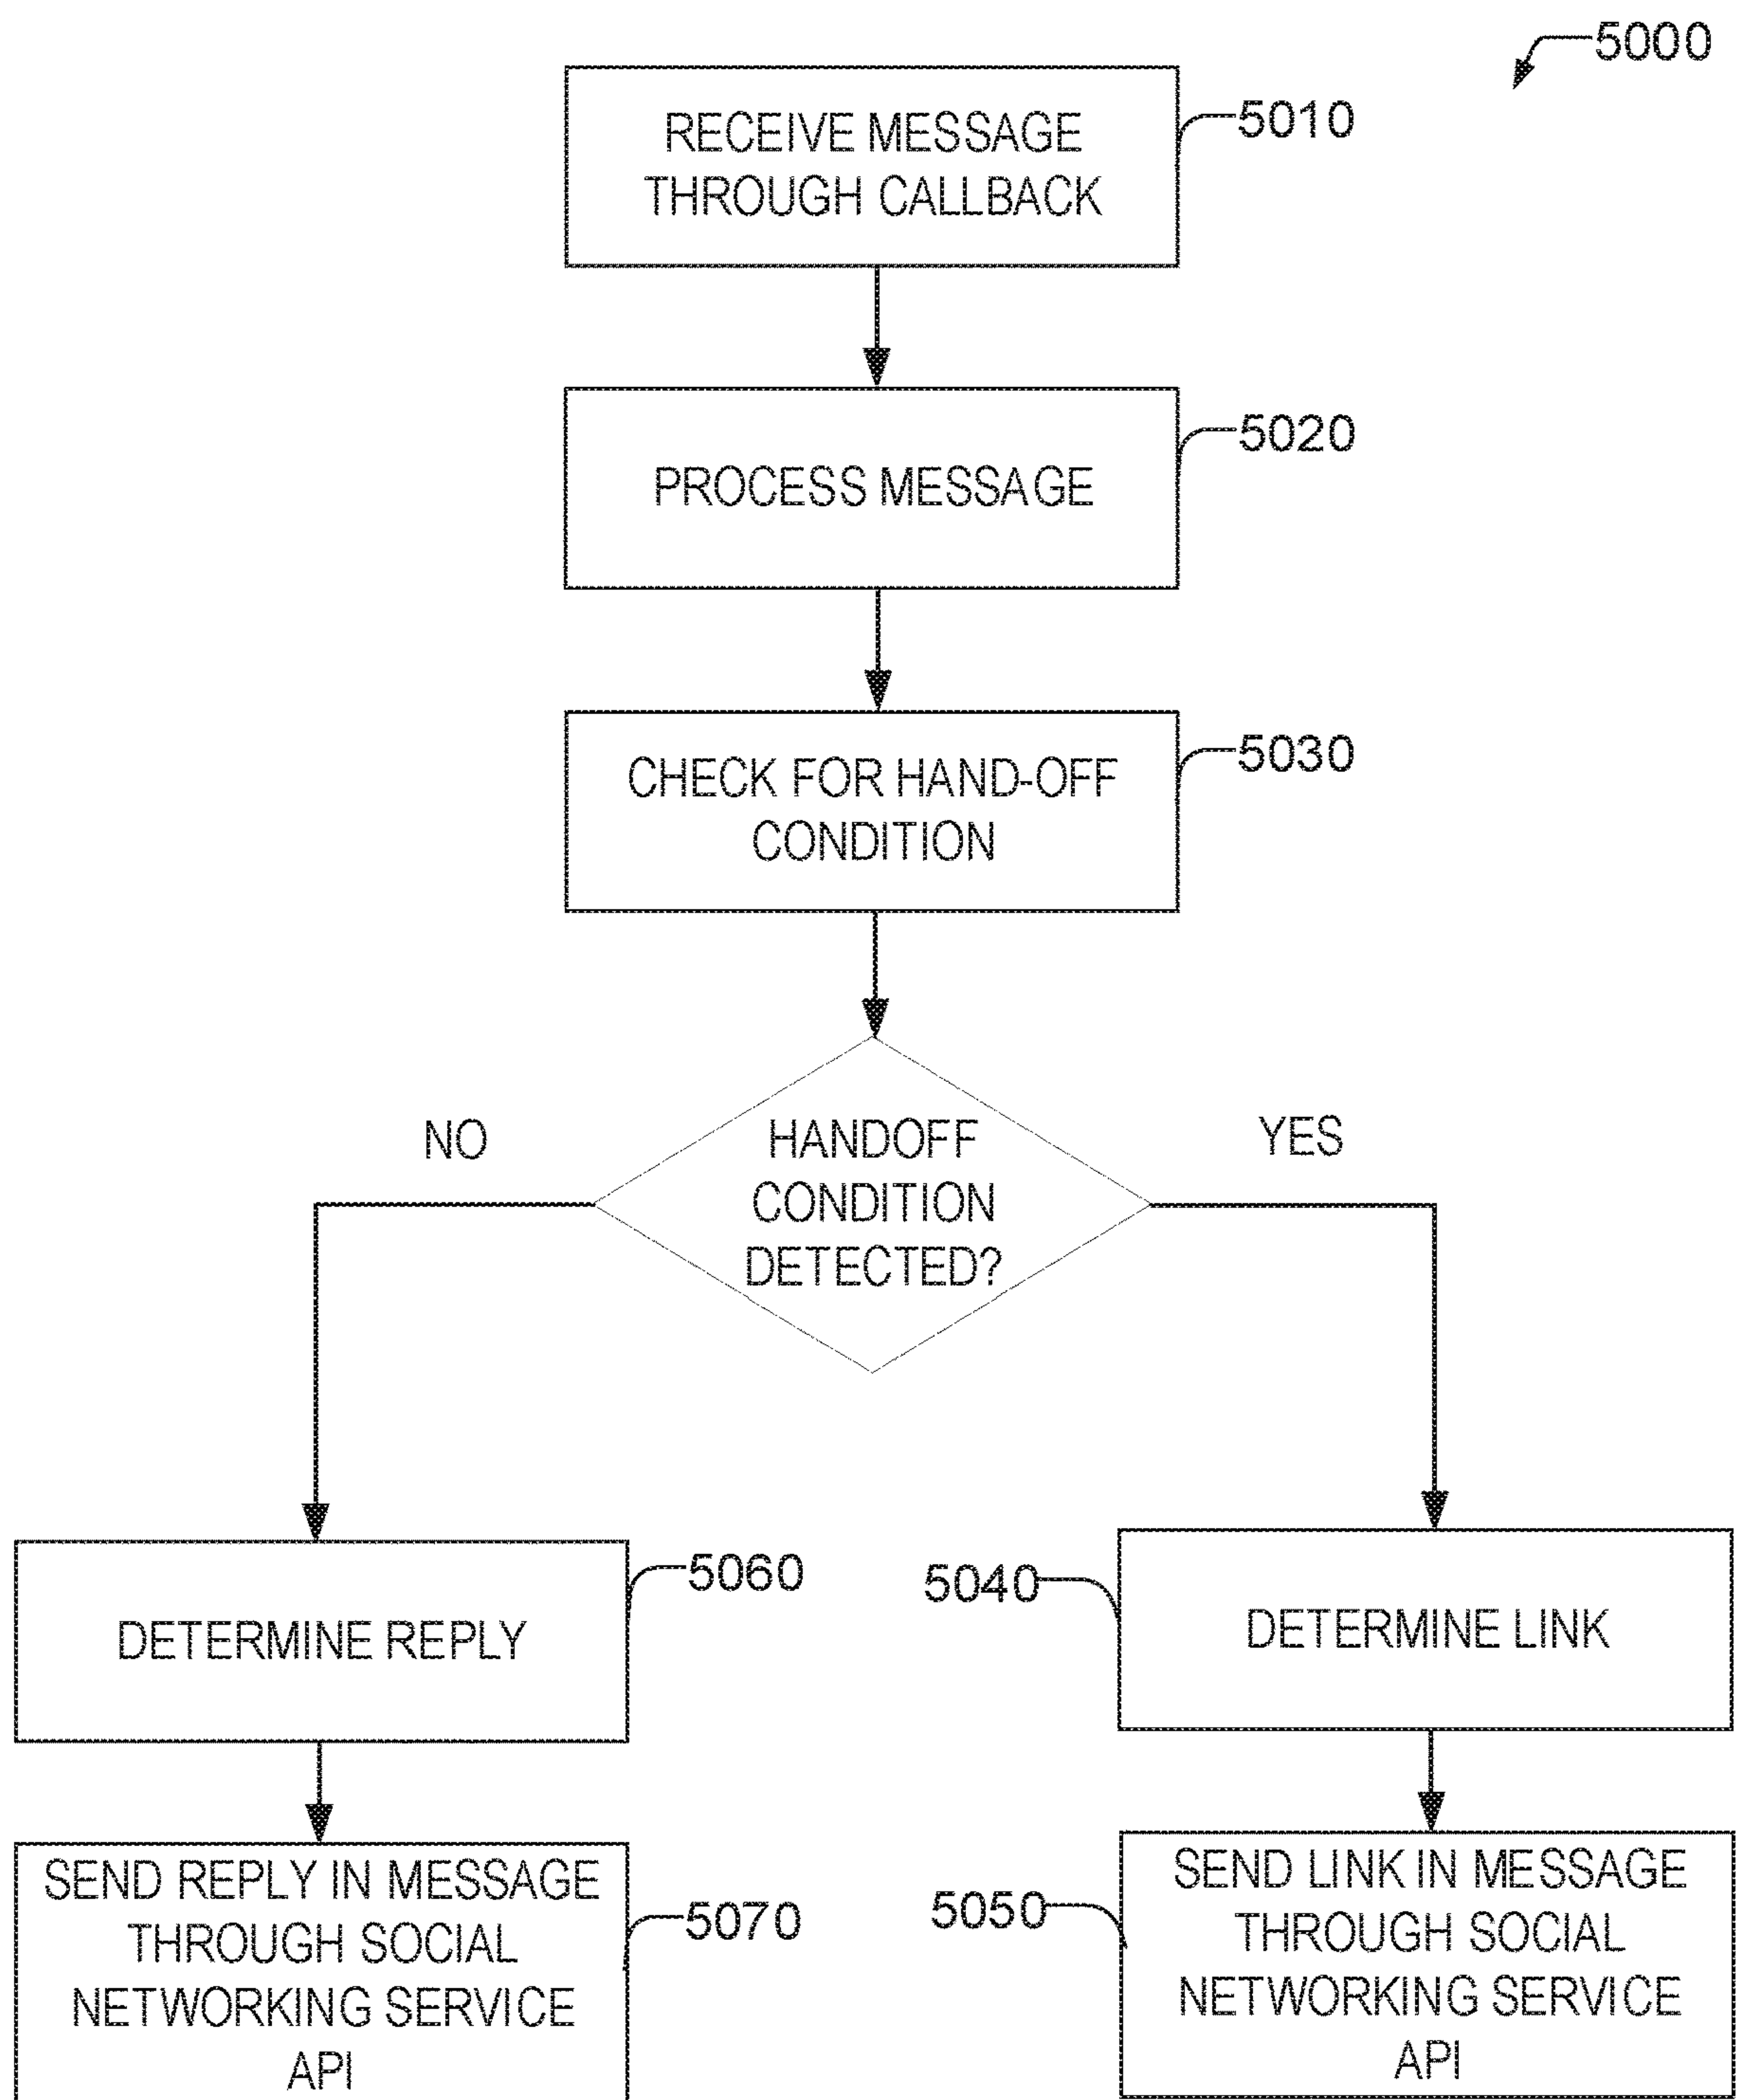 5000
RECEIVE MESSAGE
THROUGH CALLBACK
5010
PROCESS MESSAGE
5020
CHECK FOR HAND-OFF
CONDITION
5030
HANDOFF
CONDITION
DETECTED?
NO
YES
DETERMINE REPLY
5060
5040
DETERMINE LINK
SEND REPLY IN MESSAGE
THROUGH SOCIAL
NETWORKING SERVICE
API
5070
5050
SEND LINK IN MESSAGE
THROUGH SOCIAL
NETWORKING SERVICE
API